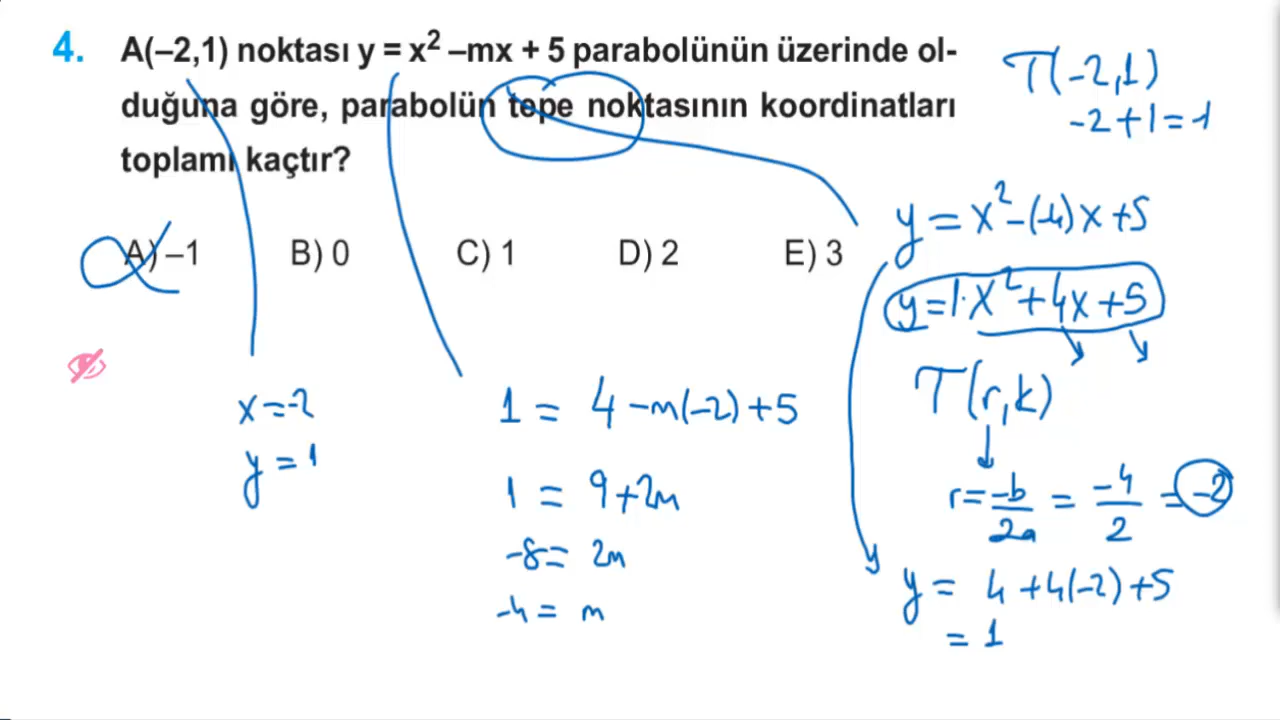 4. A(–2,1) noktası y = x² –mx + 5 parabolünün üzerinde ol-
duğuna göre, parabolün tepe noktasının koordinatları
toplamı kaçtır?
A) –1 B) 0 C) 1 D) 2 E) 3
T(-2,1)
-2+1=-1
y = x²-(-4)x+5
y=1·x²+4x+5
T(r,k)
r = -b/2a = -4/2 = -2
y = 4+4(-2)+5
= 1
x=-2
y=1
1 = 4-m(-2)+5
1 = 9+2m
-8= 2m
-4= m